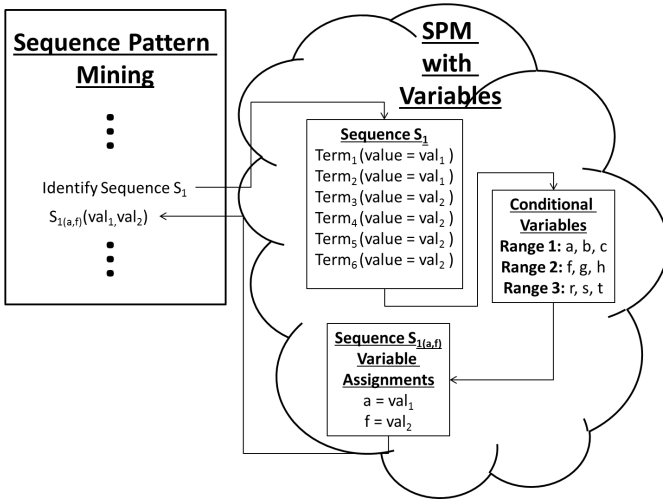 Sequence Pattern
Mining
Identify Sequence S₁
S₁₍ₐ,f₎(val₁,val₂)
SPM
with
Variables
Sequence S₁
Term₁(value = val₁ )
Term₂(value = val₁ )
Term₃(value = val₂ )
Term₄(value = val₂ )
Term₅(value = val₂ )
Term₆(value = val₂ )
Conditional
Variables
Range 1: a, b, c
Range 2: f, g, h
Range 3: r, s, t
Sequence S₁₍ₐ,f₎
Variable
Assignments
a = val₁
f = val₂